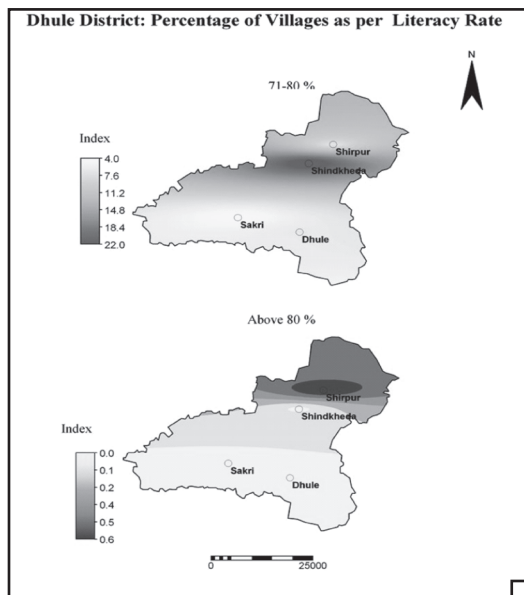 Dhule District: Percentage of Villages as per Literacy Rate
N
71-80 %
Index
4.0
7.6
11.2
14.8
18.4
22.0
Shirpur
Shindkheda
Sakri
Dhule
Above 80 %
Index
0.0
0.1
0.2
0.4
0.5
0.6
Shirpur
Shindkheda
Sakri
Dhule
0 25000